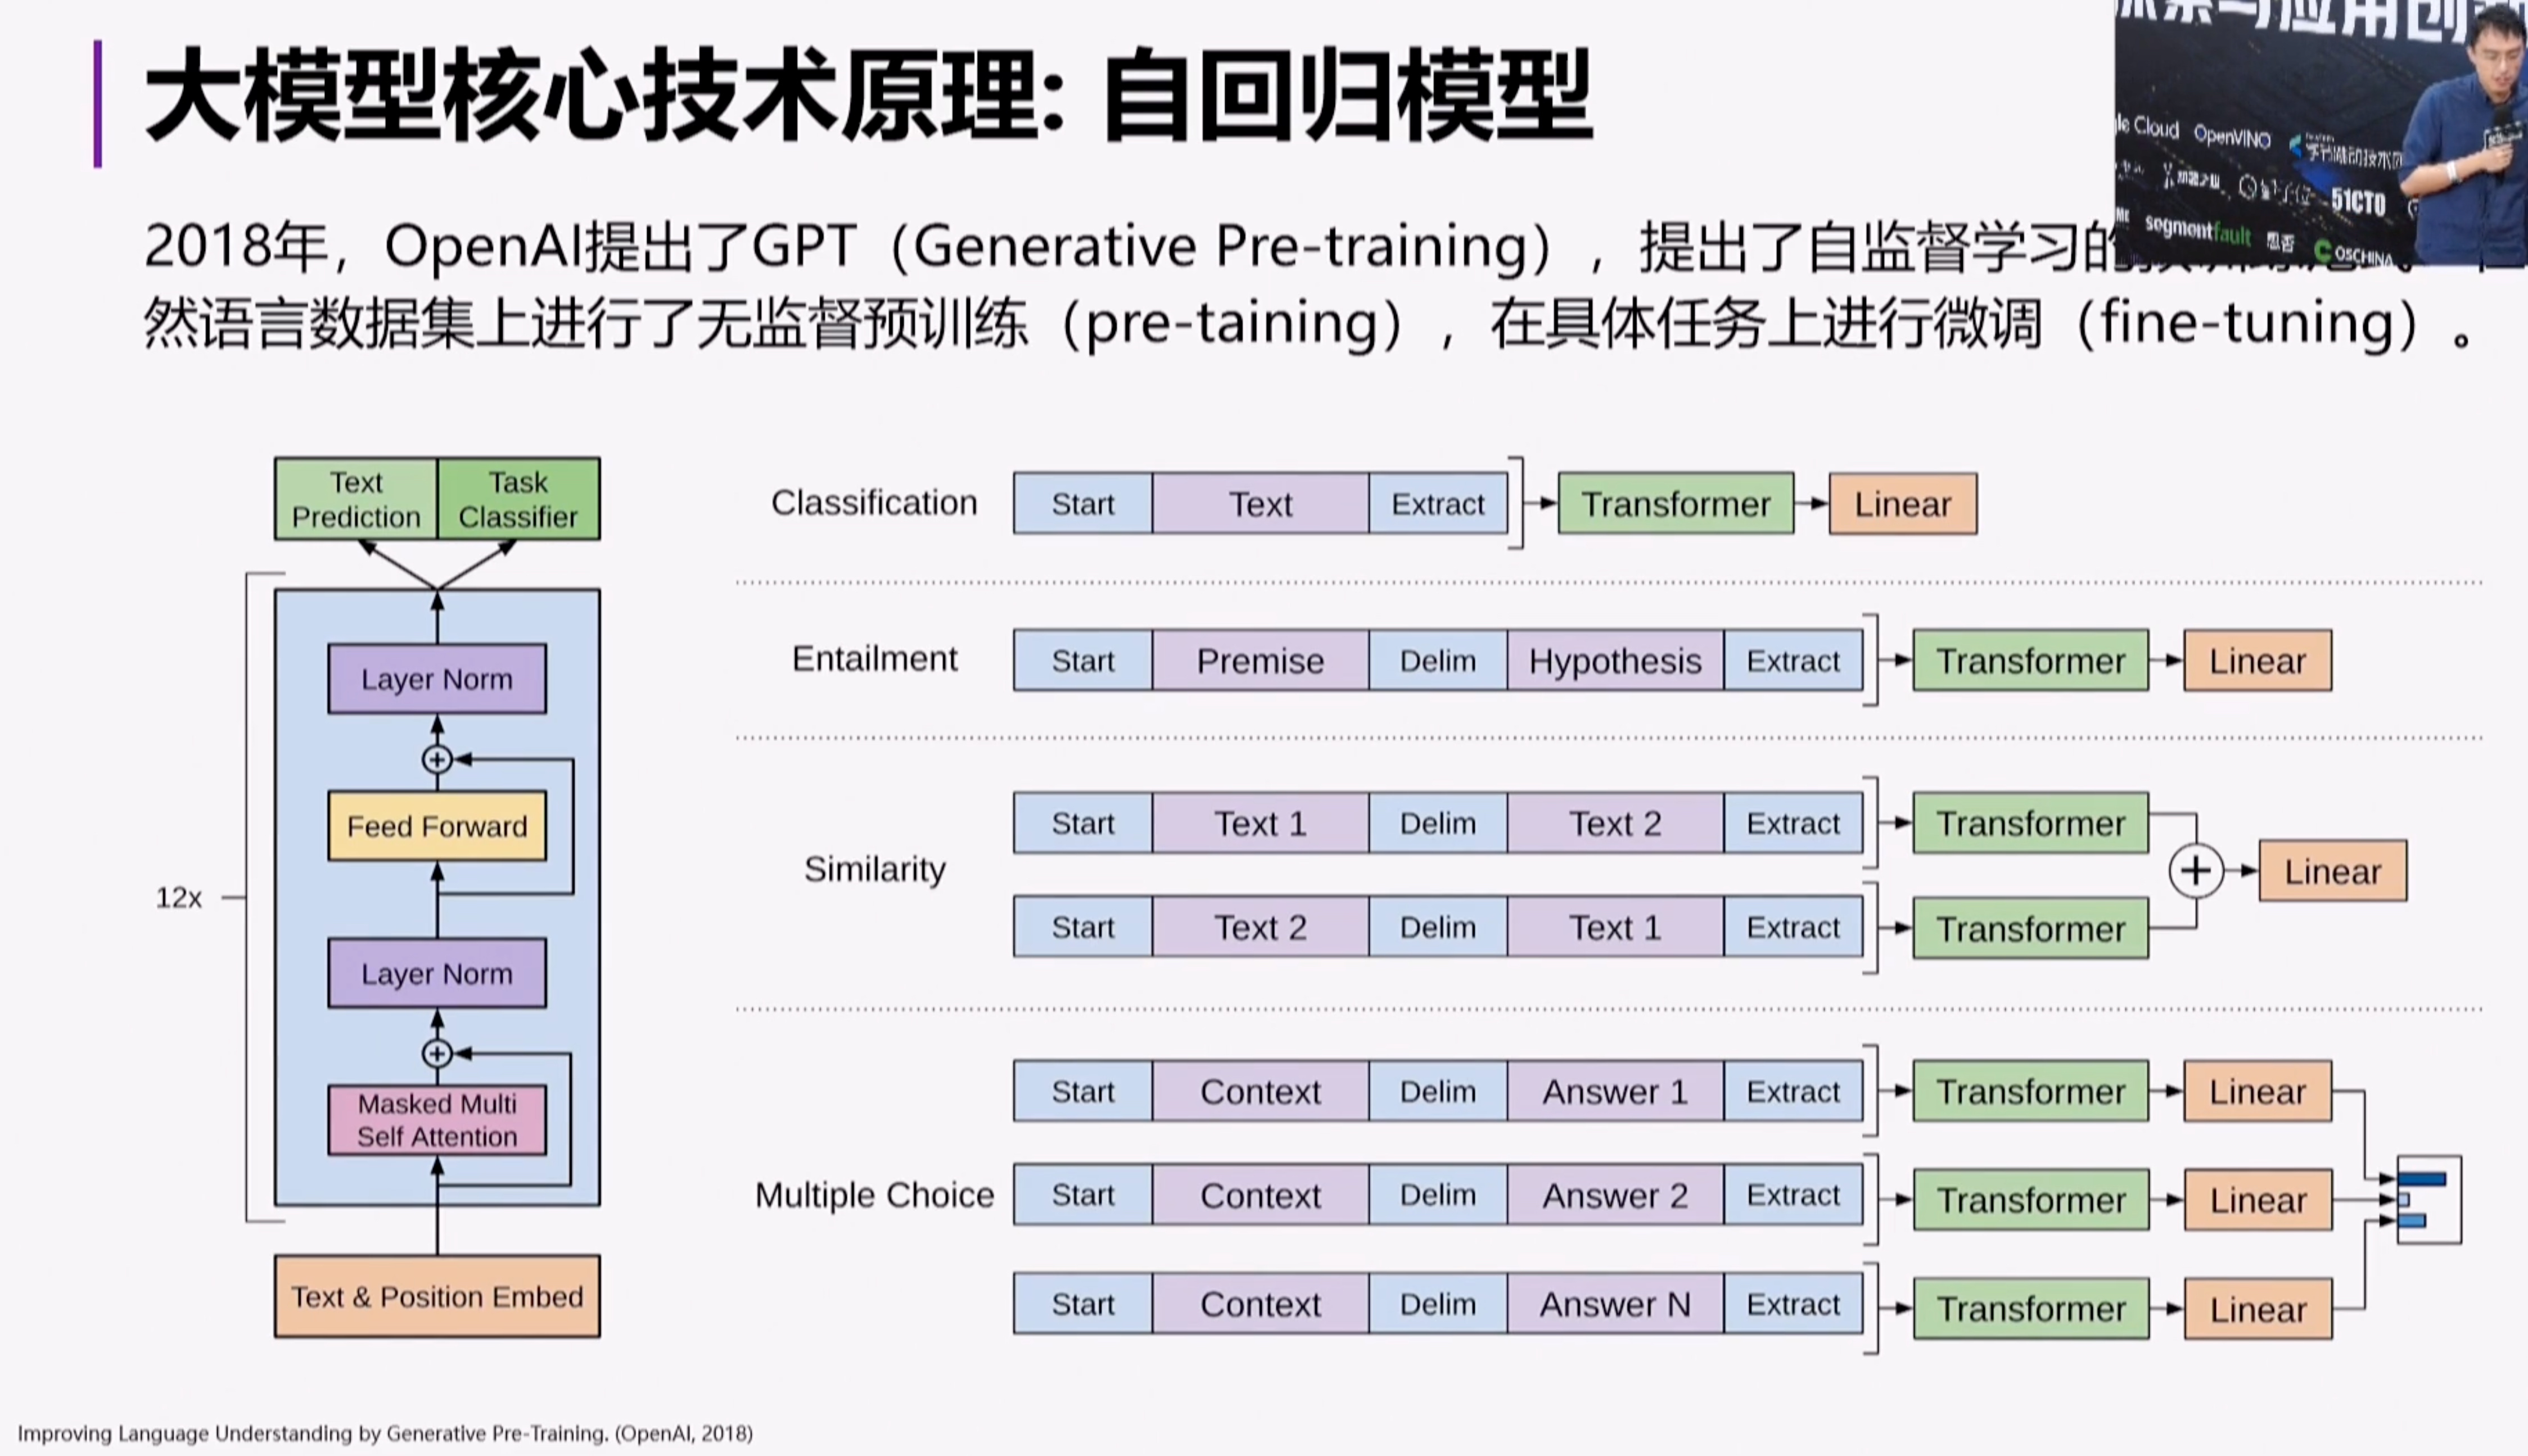 大模型核心技术原理: 自回归模型
2018年，OpenAI提出了GPT（Generative Pre-training），提出了自监督学习的
然语言数据集上进行了无监督预训练（pre-taining），在具体任务上进行微调（fine-tuning）。
le Cloud OpenVINO
51CTO
segmentfault 思否 OSCHINA
Text Prediction
Task Classifier
Layer Norm
Feed Forward
12x
Layer Norm
Masked Multi Self Attention
Text & Position Embed
Classification Start Text Extract Transformer Linear
Entailment Start Premise Delim Hypothesis Extract Transformer Linear
Similarity
Start Text 1 Delim Text 2 Extract Transformer
Start Text 2 Delim Text 1 Extract Transformer
Linear
Multiple Choice
Start Context Delim Answer 1 Extract Transformer Linear
Start Context Delim Answer 2 Extract Transformer Linear
Start Context Delim Answer N Extract Transformer Linear
Improving Language Understanding by Generative Pre-Training. (OpenAI, 2018)